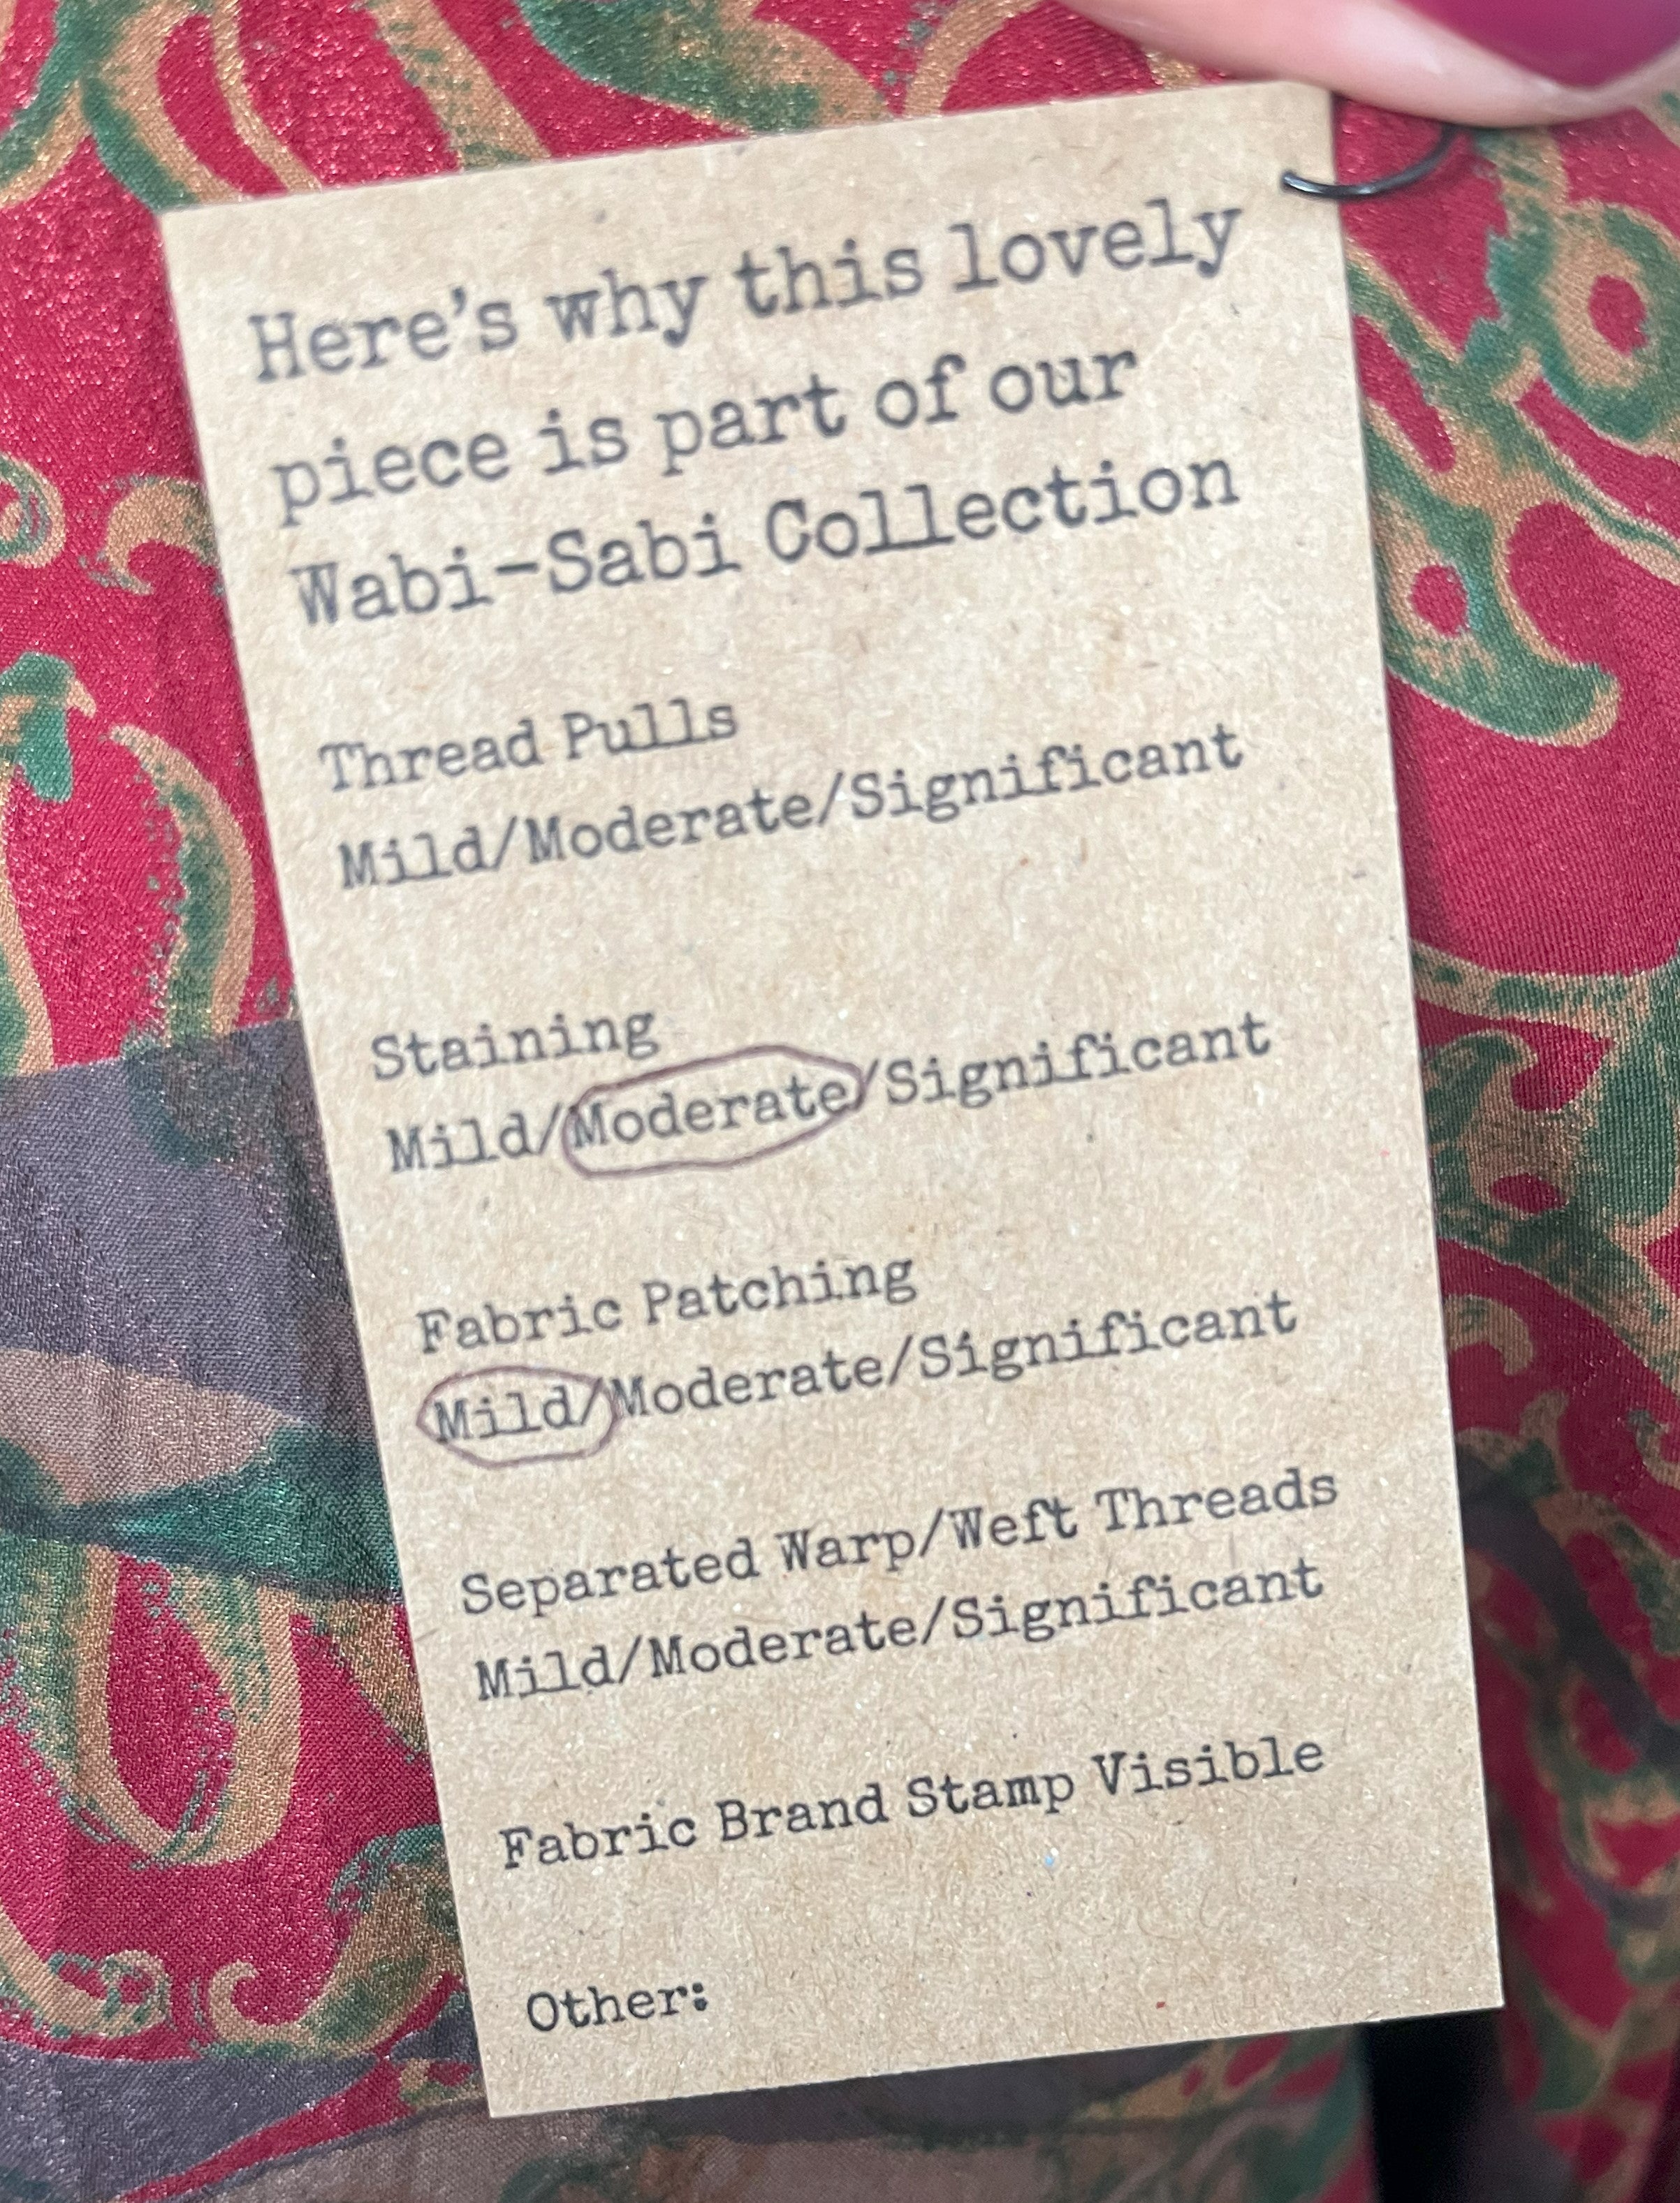 Here's why this lovely
piece is part of our
Wabi-Sabi Collection
Thread Pulls
Mild/Moderate/Significant
Staining
Mild/Moderate/Significant
Fabric Patching
Mild/Moderate/Significant
Separated Warp/Weft Threads
Mild/Moderate/Significant
Fabric Brand Stamp Visible
Other: